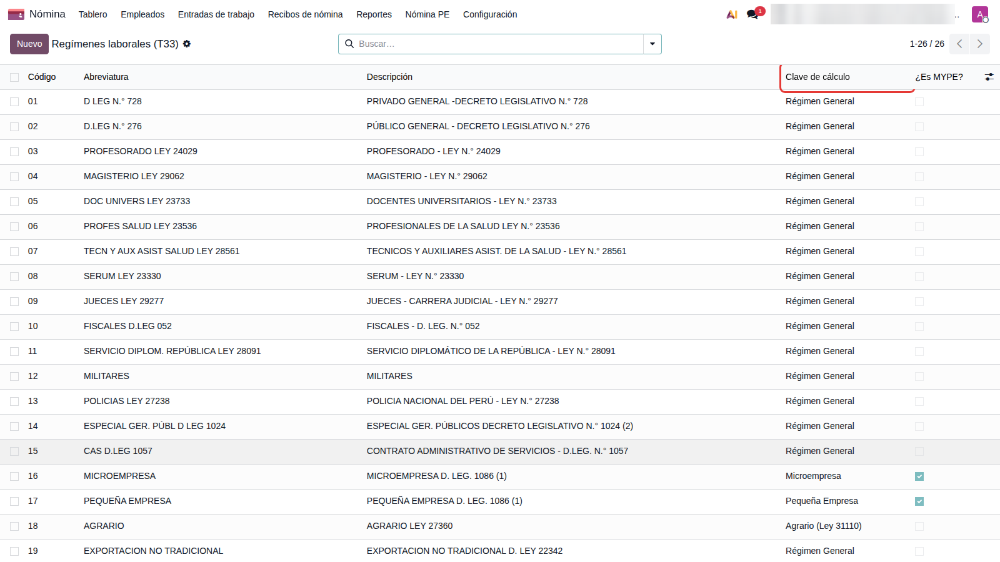 Nómina Tablero Empleados Entradas de trabajo Recibos de nómina Reportes Nómina PE Configuración AI 1 .. A
Nuevo Regímenes laborales (T33) Buscar... 1-26 / 26
Código Abreviatura Descripción Clave de cálculo ¿Es MYPE?
01 D LEG N.° 728 PRIVADO GENERAL -DECRETO LEGISLATIVO N.° 728 Régimen General
02 D.LEG N.° 276 PÚBLICO GENERAL - DECRETO LEGISLATIVO N.° 276 Régimen General
03 PROFESORADO LEY 24029 PROFESORADO - LEY N.° 24029 Régimen General
04 MAGISTERIO LEY 29062 MAGISTERIO - LEY N.° 29062 Régimen General
05 DOC UNIVERS LEY 23733 DOCENTES UNIVERSITARIOS - LEY N.° 23733 Régimen General
06 PROFES SALUD LEY 23536 PROFESIONALES DE LA SALUD LEY N.° 23536 Régimen General
07 TECN Y AUX ASIST SALUD LEY 28561 TECNICOS Y AUXILIARES ASIST. DE LA SALUD - LEY N.° 28561 Régimen General
08 SERUM LEY 23330 SERUM - LEY N.° 23330 Régimen General
09 JUECES LEY 29277 JUECES - CARRERA JUDICIAL - LEY N.° 29277 Régimen General
10 FISCALES D.LEG 052 FISCALES - D. LEG. N.° 052 Régimen General
11 SERVICIO DIPLOM. REPÚBLICA LEY 28091 SERVICIO DIPLOMÁTICO DE LA REPÚBLICA - LEY N.° 28091 Régimen General
12 MILITARES MILITARES Régimen General
13 POLICIAS LEY 27238 POLICIA NACIONAL DEL PERÚ - LEY N.° 27238 Régimen General
14 ESPECIAL GER. PÚBL D LEG 1024 ESPECIAL GER. PÚBLICOS DECRETO LEGISLATIVO N.° 1024 (2) Régimen General
15 CAS D.LEG 1057 CONTRATO ADMINISTRATIVO DE SERVICIOS - D.LEG. N.° 1057 Régimen General
16 MICROEMPRESA MICROEMPRESA D. LEG. 1086 (1) Microempresa
17 PEQUEÑA EMPRESA PEQUEÑA EMPRESA D. LEG. 1086 (1) Pequeña Empresa
18 AGRARIO AGRARIO LEY 27360 Agrario (Ley 31110)
19 EXPORTACION NO TRADICIONAL EXPORTACION NO TRADICIONAL D. LEY 22342 Régimen General